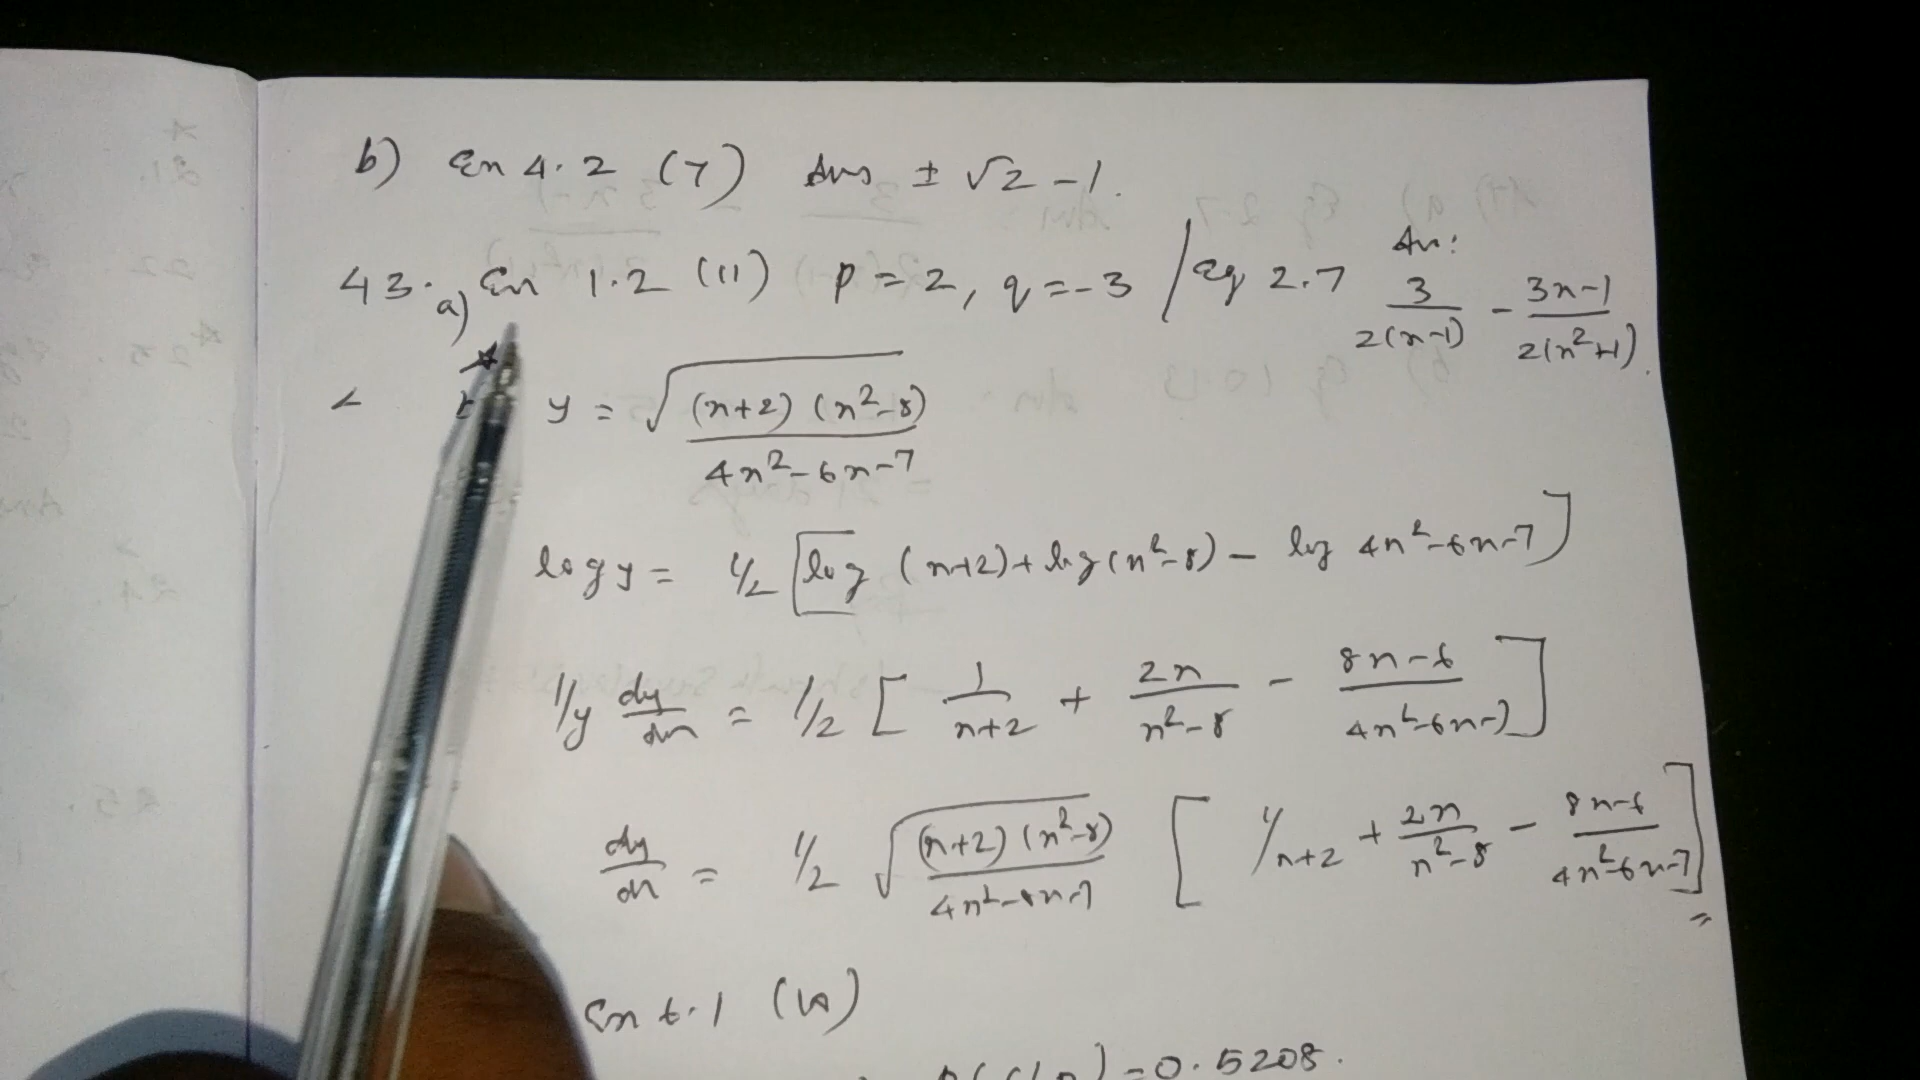 b) Ex 4.2 (7) Ans ± √2 - 1.
43. a) Ex 1.2 (11) p = 2, q = -3 / Eg 2.7 Ans: 3/2(x-1) - 3x-1/2(x²+1).
y = √(x+2)(x²-8)/4x²-6x-7
log y = 1/2 [log (x+2) + log (x²-8) - log 4x²-6x-7]
1/y dy/dx = 1/2 [ 1/x+2 + 2x/x²-8 - 8x-6/4x²-6x-7 ]
dy/dx = 1/2 √(x+2)(x²-8)/4x²-6x-7 [ 1/x+2 + 2x/x²-8 - 8x-6/4x²-6x-7 ]
Ex 6.1
= 0.5208.